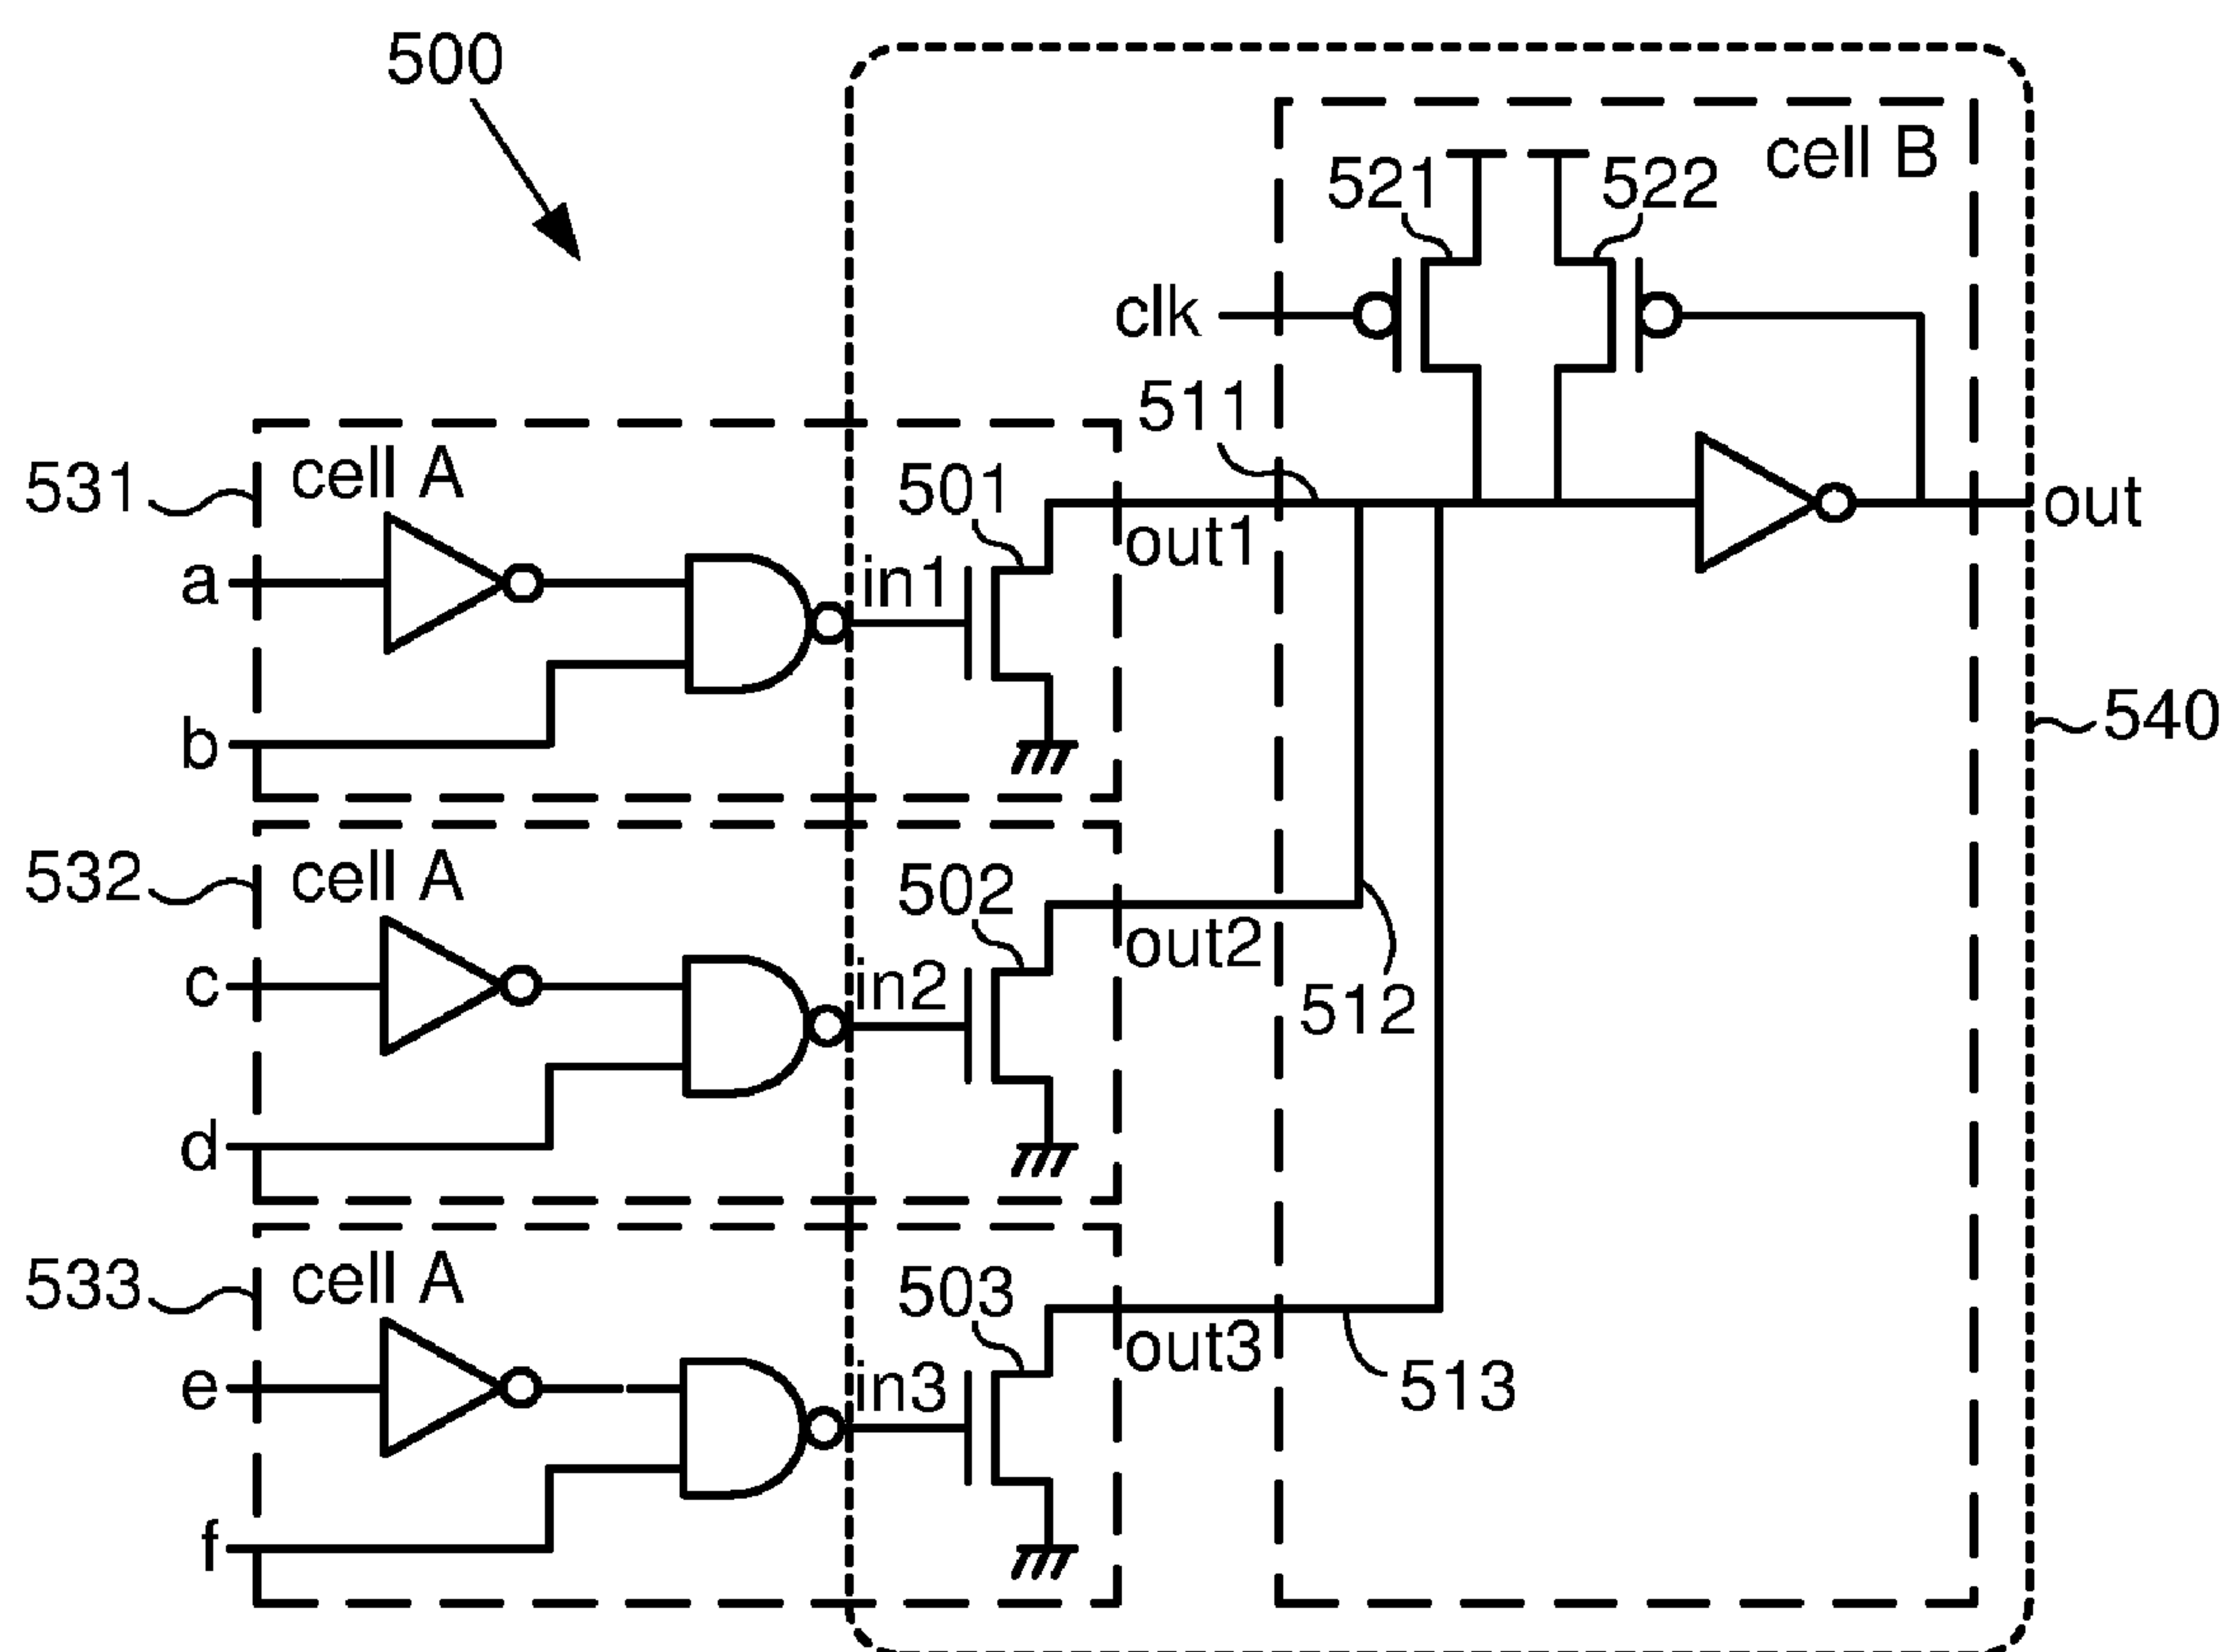 500
cell B
521
522
clk
511
531
cell A
501
out
a
in1
out1
b
540
532
cell A
502
c
in2
out2
512
d
533
cell A
503
e
in3
out3
513
f